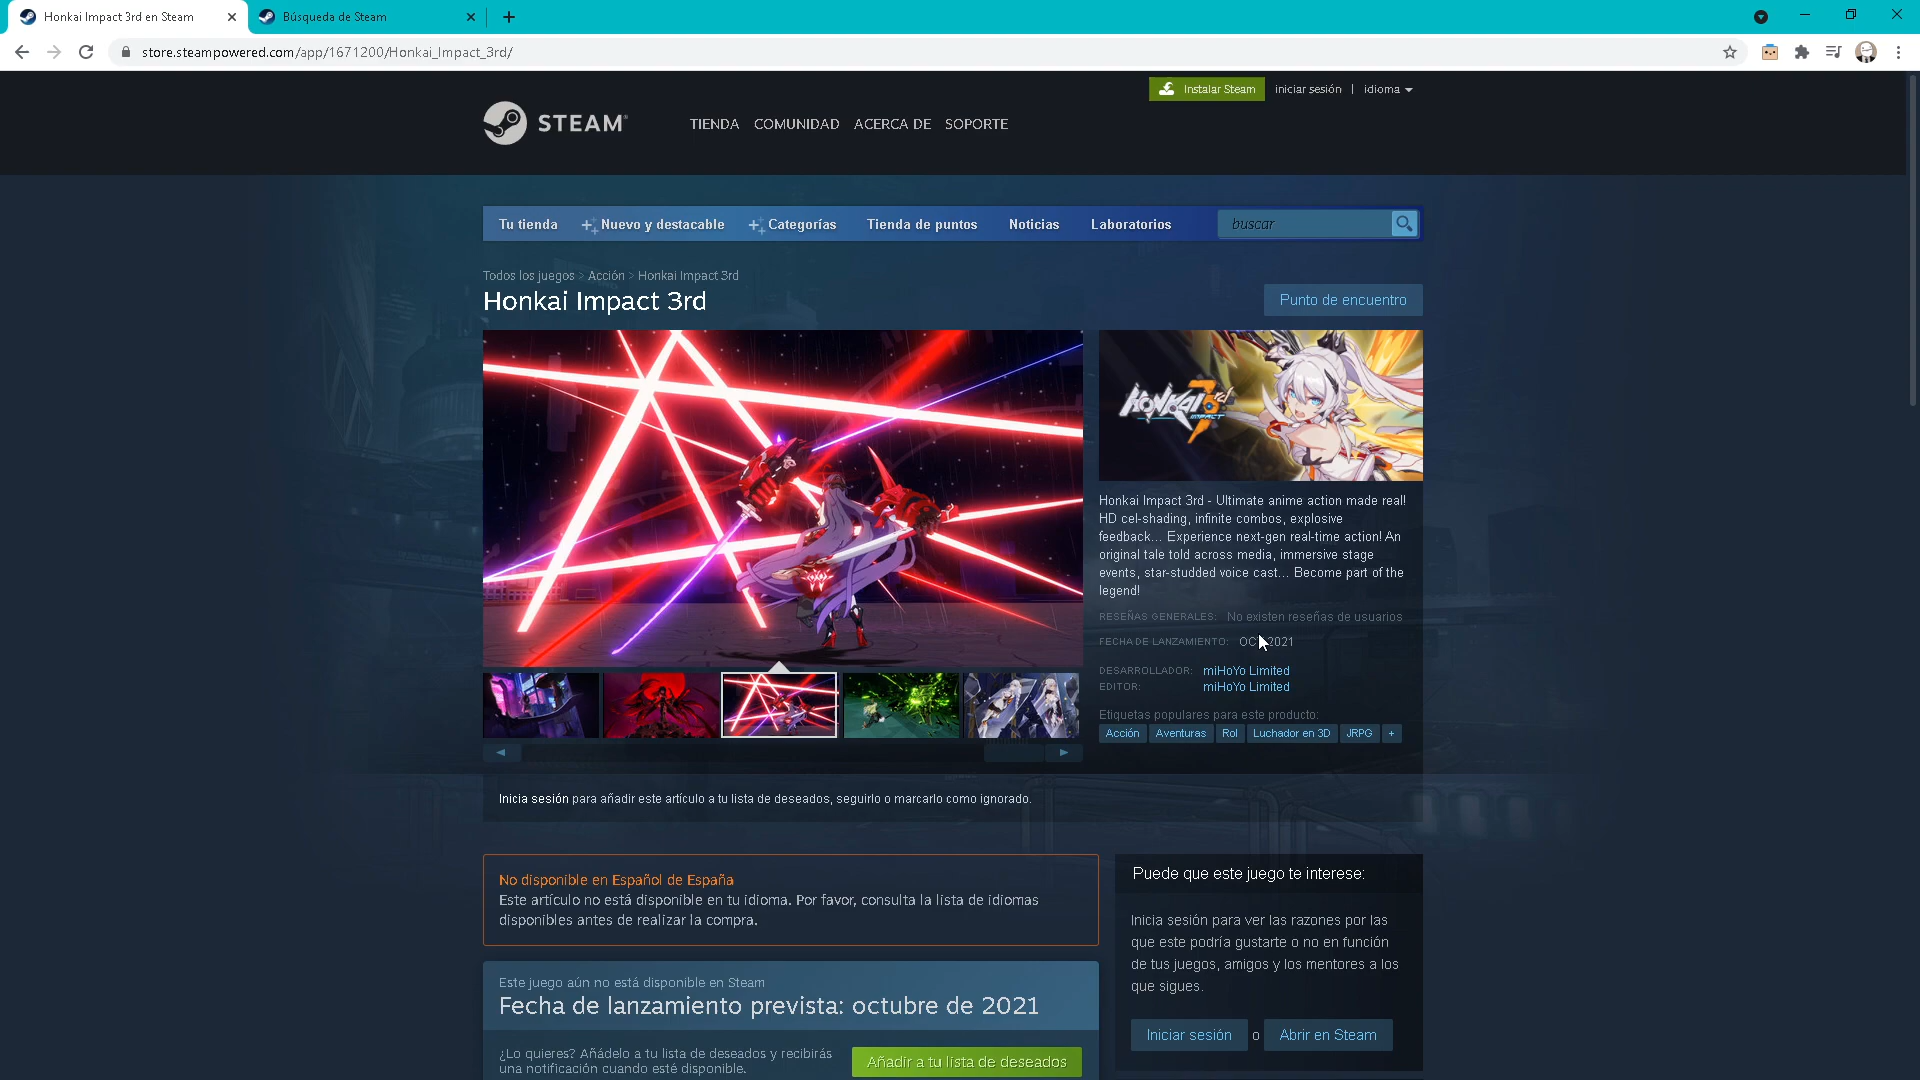 Honkai Impact 3rd en Steam
Búsqueda de Steam
store.steampowered.com/app/1671200/Honkai_Impact_3rd/
Instalar Steam
iniciar sesión | idioma
STEAM
TIENDA COMUNIDAD ACERCA DE SOPORTE
Tu tienda Nuevo y destacable Categorías Tienda de puntos Noticias Laboratorios buscar
Todos los juegos > Acción > Honkai Impact 3rd
Honkai Impact 3rd
Punto de encuentro
HONKAI 3rd
IMPACT
Honkai Impact 3rd - Ultimate anime action made real!
HD cel-shading, infinite combos, explosive
feedback... Experience next-gen real-time action! An
original tale told across media, immersive stage
events, star-studded voice cast... Become part of the
legend!
RESEÑAS GENERALES: No existen reseñas de usuarios
FECHA DE LANZAMIENTO: OCT 2021
DESARROLLADOR: miHoYo Limited
EDITOR: miHoYo Limited
Etiquetas populares para este producto:
Acción Aventuras Rol Luchador en 3D JRPG +
Inicia sesión para añadir este artículo a tu lista de deseados, seguirlo o marcarlo como ignorado.
No disponible en Español de España
Este artículo no está disponible en tu idioma. Por favor, consulta la lista de idiomas
disponibles antes de realizar la compra.
Este juego aún no está disponible en Steam
Fecha de lanzamiento prevista: octubre de 2021
¿Lo quieres? Añádelo a tu lista de deseados y recibirás
una notificación cuando esté disponible.
Añadir a tu lista de deseados
Puede que este juego te interese:
Inicia sesión para ver las razones por las
que este podría gustarte o no en función
de tus juegos, amigos y los mentores a los
que sigues.
Iniciar sesión o Abrir en Steam